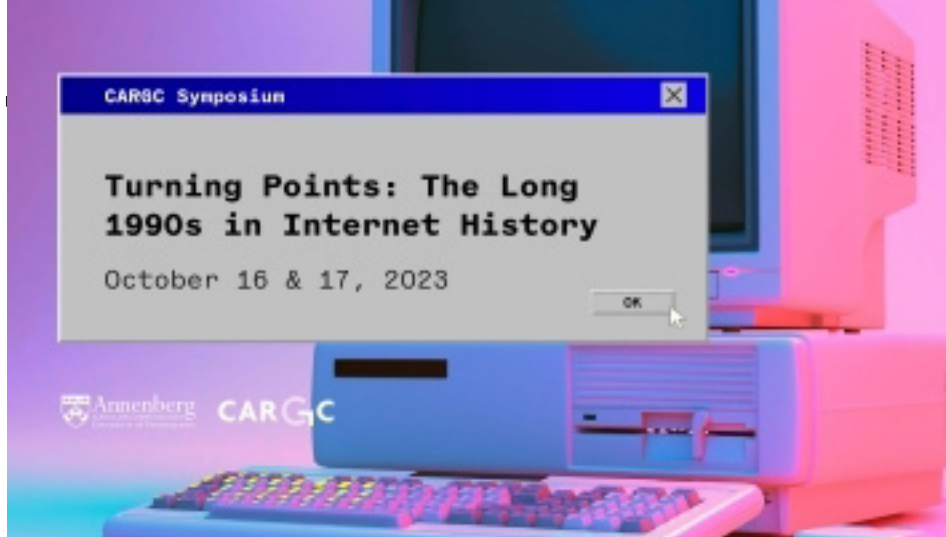 CARGC Symposium
Turning Points: The Long
1990s in Internet History
October 16 & 17, 2023
OK
Annenberg
CARGC